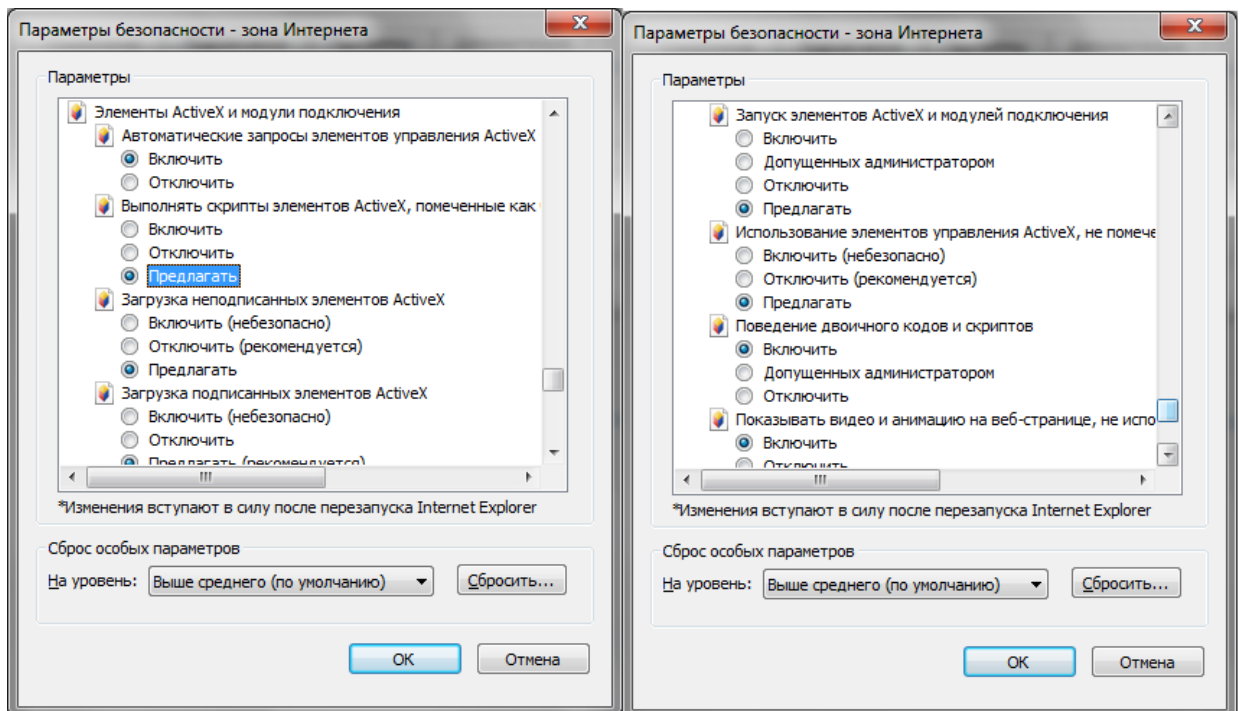 Параметры безопасности - зона Интернета
Параметры
Элементы ActiveX и модули подключения
Автоматические запросы элементов управления ActiveX
Включить
Отключить
Выполнять скрипты элементов ActiveX, помеченные как
Включить
Отключить
Предлагать
Загрузка неподписанных элементов ActiveX
Включить (небезопасно)
Отключить (рекомендуется)
Предлагать
Загрузка подписанных элементов ActiveX
Включить (небезопасно)
Отключить
Предлагать (рекомендуется)
*Изменения вступают в силу после перезапуска Internet Explorer
Сброс особых параметров
На уровень: Выше среднего (по умолчанию) Сбросить...
ОК Отмена
Параметры безопасности - зона Интернета
Параметры
Запуск элементов ActiveX и модулей подключения
Включить
Допущенных администратором
Отключить
Предлагать
Использование элементов управления ActiveX, не помече
Включить (небезопасно)
Отключить (рекомендуется)
Предлагать
Поведение двоичного кодов и скриптов
Включить
Допущенных администратором
Отключить
Показывать видео и анимацию на веб-странице, не испо
Включить
Отключить
*Изменения вступают в силу после перезапуска Internet Explorer
Сброс особых параметров
На уровень: Выше среднего (по умолчанию) Сбросить...
ОК Отмена